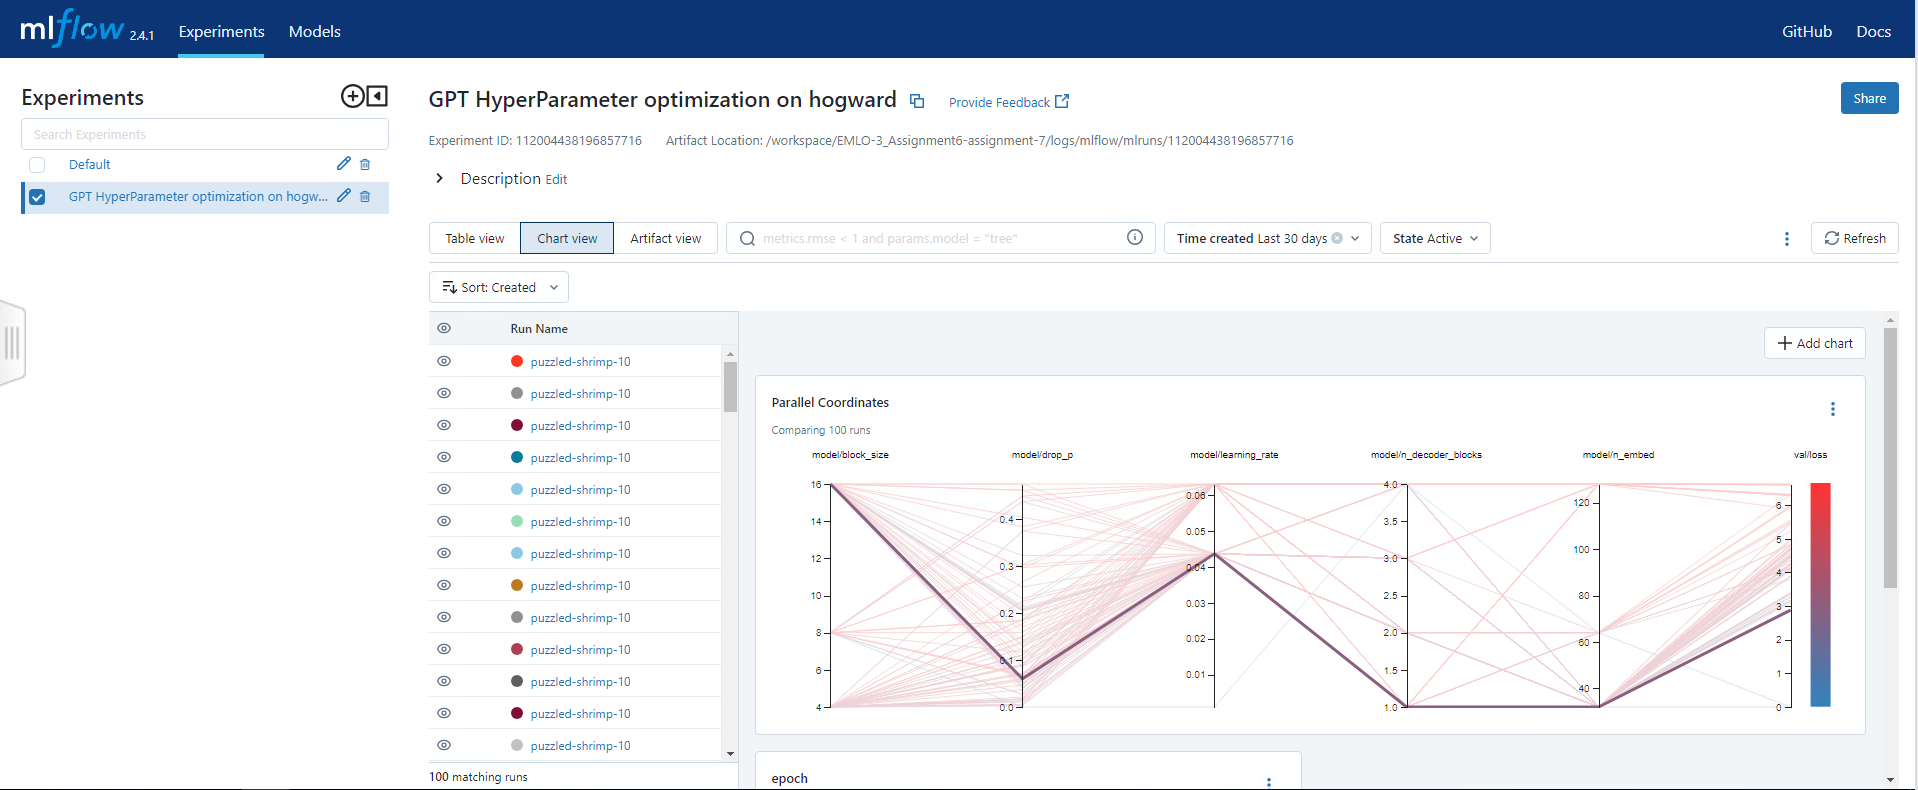 mlflow 2.4.1 Experiments Models GitHub Docs
Experiments
Search Experiments
Default
GPT HyperParameter optimization on hogw...
GPT HyperParameter optimization on hogward Provide Feedback Share
Experiment ID: 112004438196857716 Artifact Location: /workspace/EMLO-3_Assignment6-assignment-7/logs/mlflow/mlruns/112004438196857716
Description Edit
Table view Chart view Artifact view metrics.rmse < 1 and params.model = "tree" Time created Last 30 days State Active Refresh
Sort: Created
Run Name
puzzled-shrimp-10
puzzled-shrimp-10
puzzled-shrimp-10
puzzled-shrimp-10
puzzled-shrimp-10
puzzled-shrimp-10
puzzled-shrimp-10
puzzled-shrimp-10
puzzled-shrimp-10
puzzled-shrimp-10
puzzled-shrimp-10
puzzled-shrimp-10
puzzled-shrimp-10
100 matching runs
Add chart
Parallel Coordinates
Comparing 100 runs
model/block_size model/drop_p model/learning_rate model/n_decoder_blocks model/n_embed val/loss
16
14
12
10
8
6
4
0.4
0.3
0.2
0.1
0.0
0.06
0.05
0.04
0.03
0.02
0.01
4.0
3.5
3.0
2.5
2.0
1.5
1.0
120
100
80
60
40
6
5
4
3
2
1
0
epoch